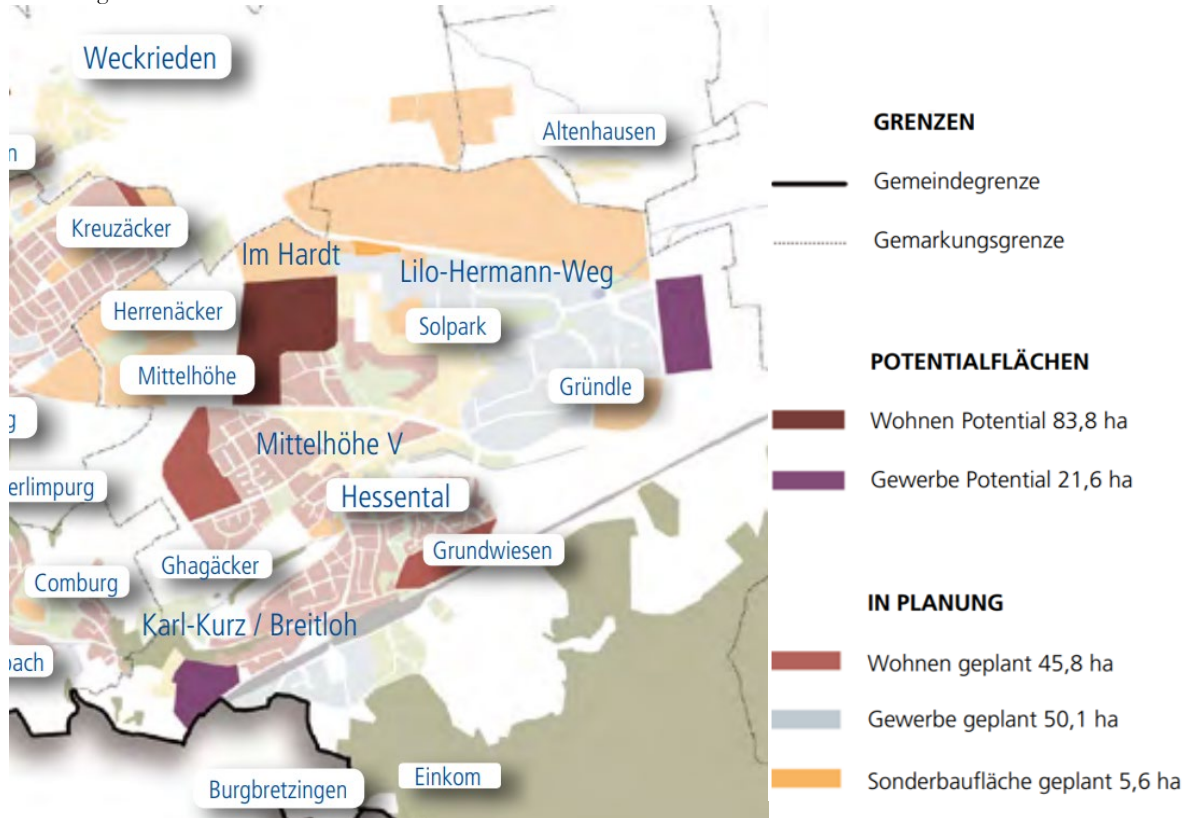 Weckrieden
Altenhausen
n
Kreuzäcker
Im Hardt
Lilo-Hermann-Weg
Herrenäcker
Solpark
Mittelhöhe
Gründle
g
Mittelhöhe V
erlimpurg
Hessental
Ghagäcker
Grundwiesen
Comburg
Karl-Kurz / Breitloh
bach
Einkom
Burgbretzingen
GRENZEN
Gemeindegrenze
Gemarkungsgrenze
POTENTIALFLÄCHEN
Wohnen Potential 83,8 ha
Gewerbe Potential 21,6 ha
IN PLANUNG
Wohnen geplant 45,8 ha
Gewerbe geplant 50,1 ha
Sonderbaufläche geplant 5,6 ha